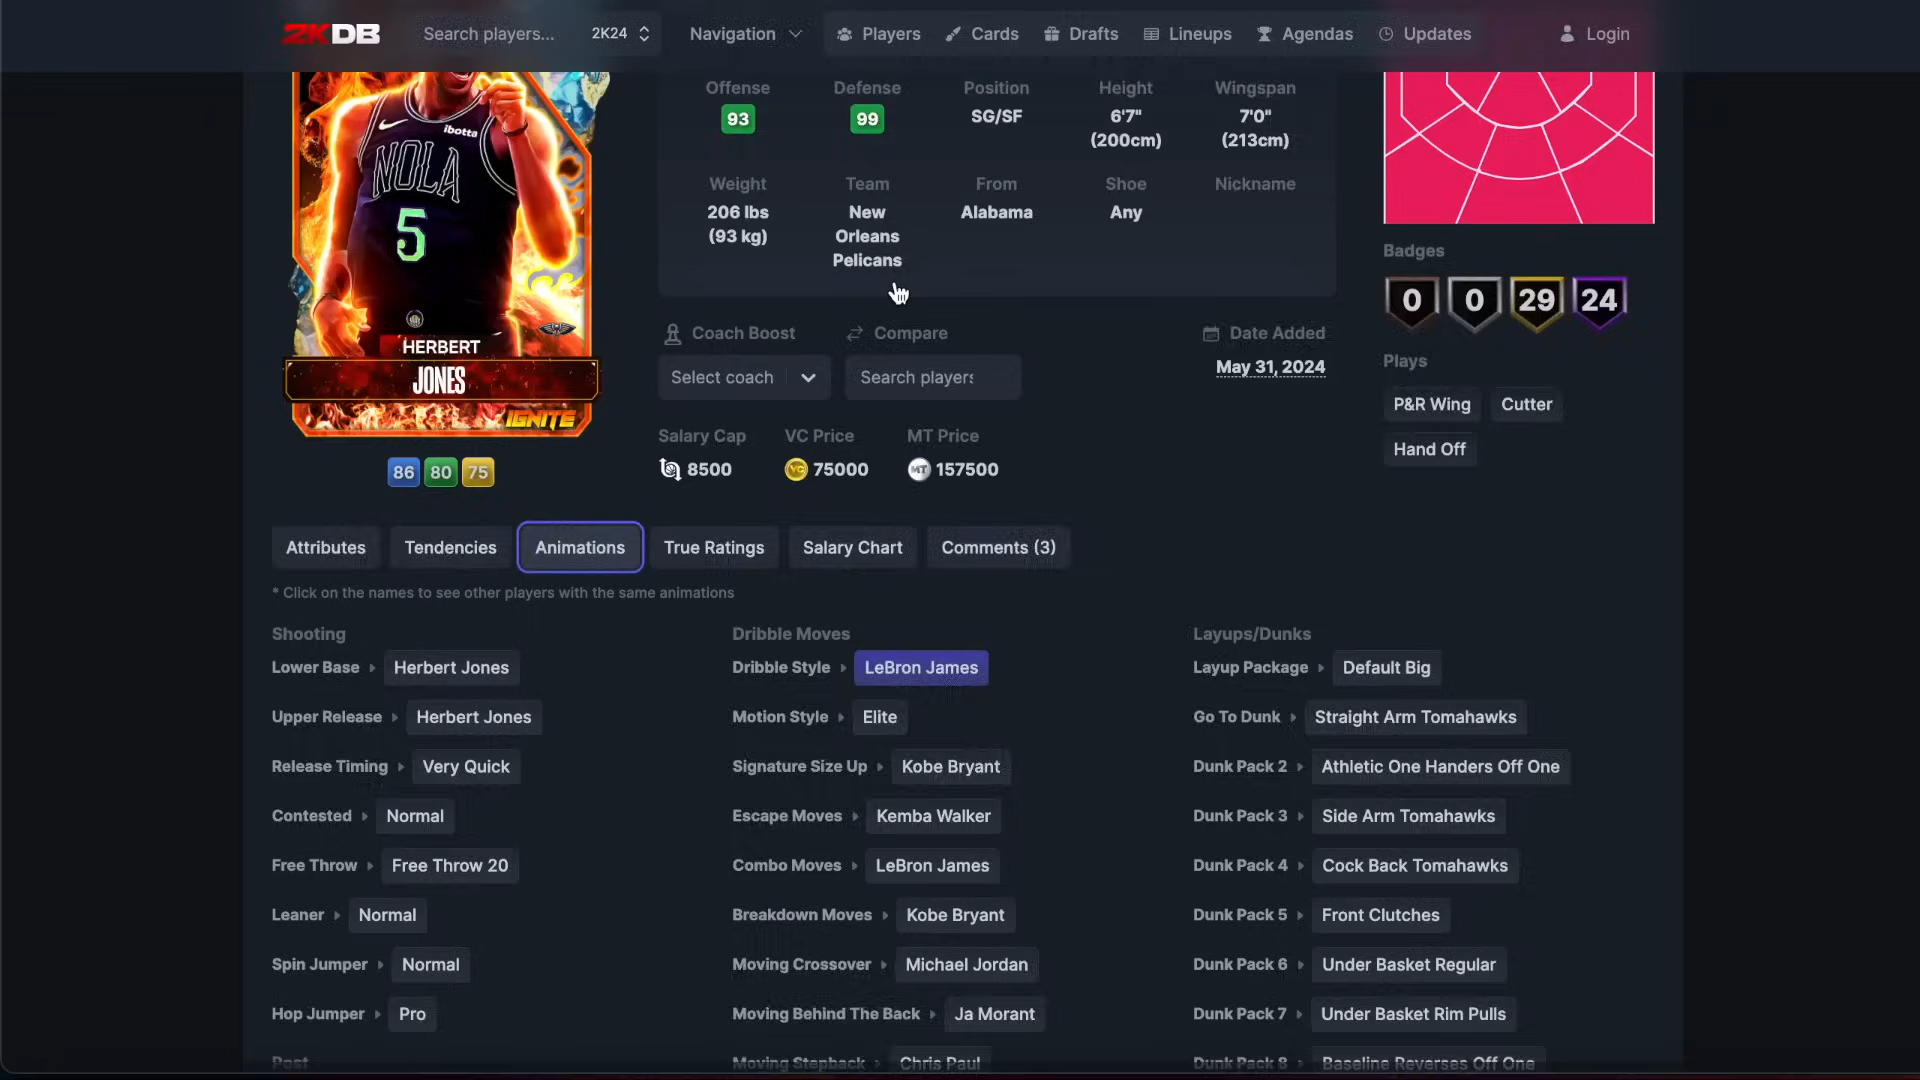 2KDB
Search players...
2K24
Navigation
Players
Cards
Drafts
Lineups
Agendas
Updates
Login
ibotta
NOLA
5
HERBERT
JONES
IGNITE
86 80 75
Offense
93
Defense
99
Position
SG/SF
Height
6'7"
(200cm)
Wingspan
7'0"
(213cm)
Weight
206 lbs
(93 kg)
Team
New
Orleans
Pelicans
From
Alabama
Shoe
Any
Nickname
Coach Boost
Select coach
Compare
Search players
Date Added
May 31, 2024
Salary Cap
8500
VC Price
VC 75000
MT Price
MT 157500
Badges
0 0 29 24
Plays
P&R Wing
Cutter
Hand Off
Attributes
Tendencies
Animations
True Ratings
Salary Chart
Comments (3)
* Click on the names to see other players with the same animations
Shooting
Lower Base Herbert Jones
Upper Release Herbert Jones
Release Timing Very Quick
Contested Normal
Free Throw Free Throw 20
Leaner Normal
Spin Jumper Normal
Hop Jumper Pro
Post
Dribble Moves
Dribble Style LeBron James
Motion Style Elite
Signature Size Up Kobe Bryant
Escape Moves Kemba Walker
Combo Moves LeBron James
Breakdown Moves Kobe Bryant
Moving Crossover Michael Jordan
Moving Behind The Back Ja Morant
Moving Stepback Chris Paul
Layups/Dunks
Layup Package Default Big
Go To Dunk Straight Arm Tomahawks
Dunk Pack 2 Athletic One Handers Off One
Dunk Pack 3 Side Arm Tomahawks
Dunk Pack 4 Cock Back Tomahawks
Dunk Pack 5 Front Clutches
Dunk Pack 6 Under Basket Regular
Dunk Pack 7 Under Basket Rim Pulls
Dunk Pack 8 Baseline Reverses Off One